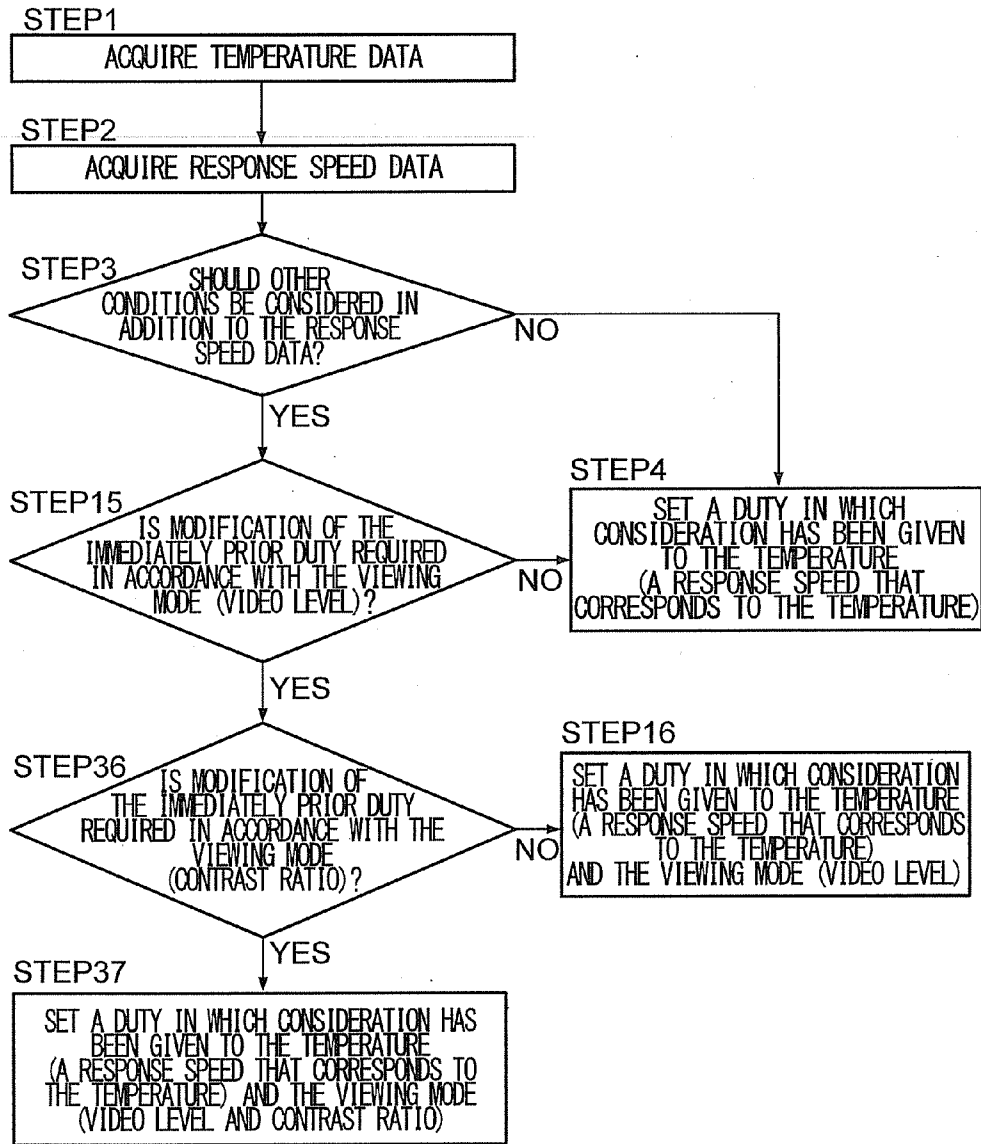 STEP1
ACQUIRE TEMPERATURE DATA
STEP2
ACQUIRE RESPONSE SPEED DATA
STEP3
SHOULD OTHER
CONDITIONS BE CONSIDERED IN
ADDITION TO THE RESPONSE
SPEED DATA?
NO
YES
STEP4
SET A DUTY IN WHICH
CONSIDERATION HAS BEEN GIVEN
TO THE TEMPERATURE
(A RESPONSE SPEED THAT
CORRESPONDS TO THE TEMPERATURE)
STEP15
IS MODIFICATION OF THE
IMMEDIATELY PRIOR DUTY REQUIRED
IN ACCORDANCE WITH THE VIEWING
MODE (VIDEO LEVEL)?
NO
YES
STEP16
SET A DUTY IN WHICH CONSIDERATION
HAS BEEN GIVEN TO THE TEMPERATURE
(A RESPONSE SPEED THAT CORRESPONDS
TO THE TEMPERATURE)
AND THE VIEWING MODE (VIDEO LEVEL)
STEP36
IS MODIFICATION OF
THE IMMEDIATELY PRIOR DUTY
REQUIRED IN ACCORDANCE WITH THE
VIEWING MODE
(CONTRAST RATIO)?
NO
YES
STEP37
SET A DUTY IN WHICH CONSIDERATION HAS
BEEN GIVEN TO THE TEMPERATURE
(A RESPONSE SPEED THAT CORRESPONDS TO
THE TEMPERATURE) AND THE VIEWING MODE
(VIDEO LEVEL AND CONTRAST RATIO)